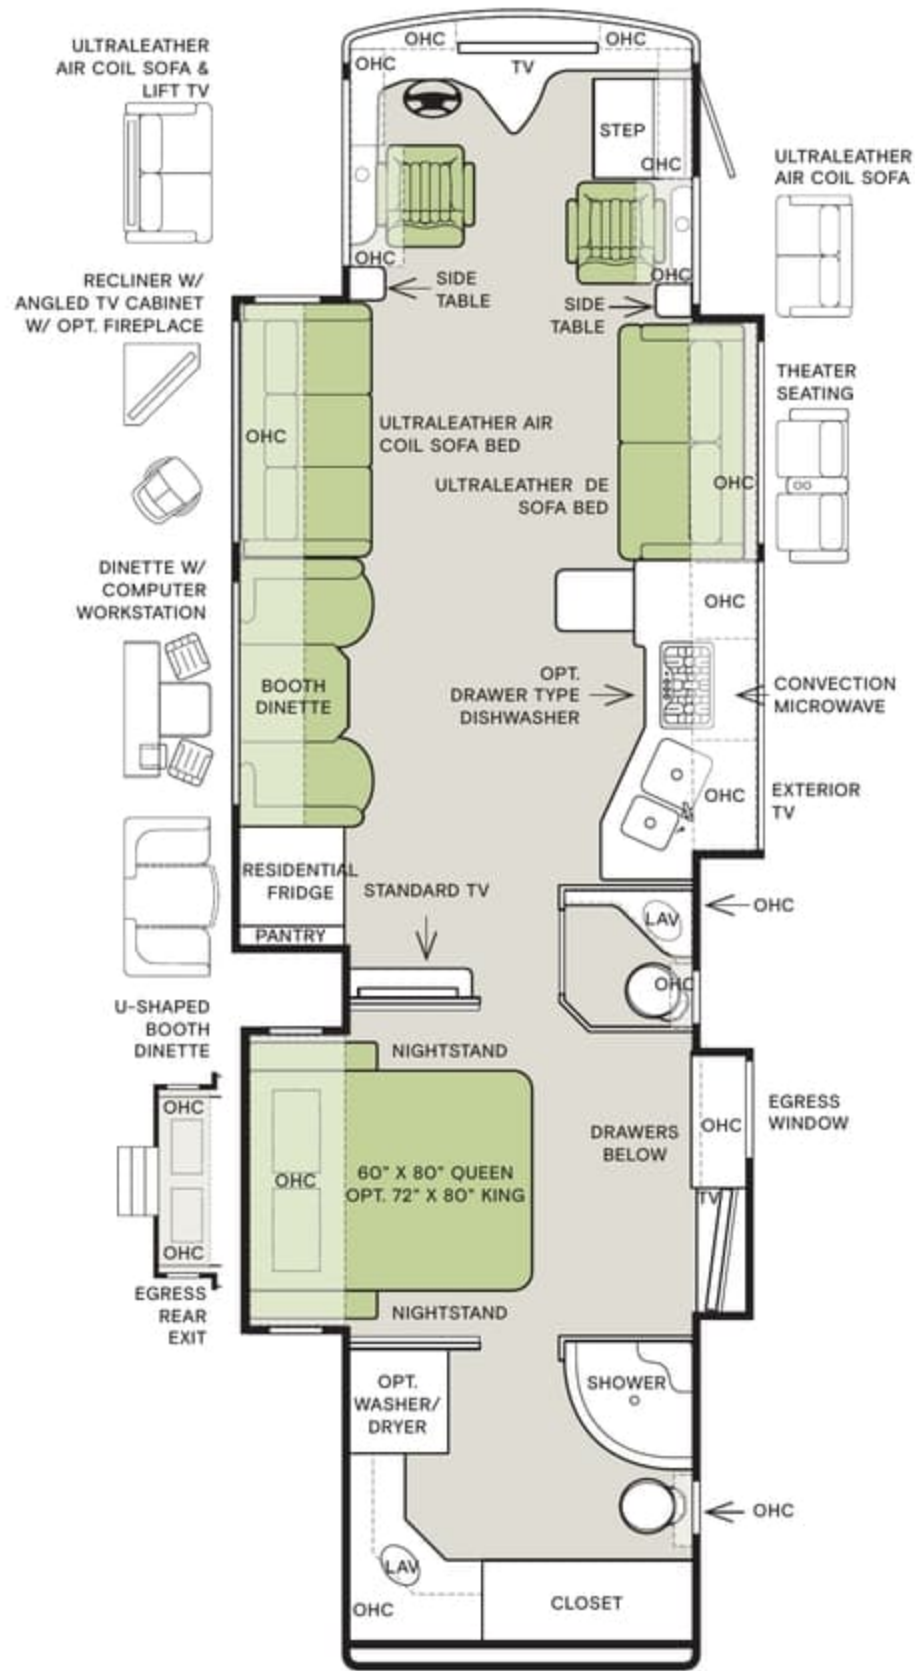 OHC
OHC
OHC
TV
STEP
OHC
OHC
OHC
SIDE
TABLE
SIDE
TABLE
ULTRALEATHER
AIR COIL SOFA &
LIFT TV
RECLINER W/
ANGLED TV CABINET
W/ OPT. FIREPLACE
DINETTE W/
COMPUTER
WORKSTATION
U-SHAPED
BOOTH
DINETTE
OHC
OHC
EGRESS
REAR
EXIT
ULTRALEATHER
AIR COIL SOFA
THEATER
SEATING
OHC
ULTRALEATHER AIR
COIL SOFA BED
ULTRALEATHER DE
SOFA BED
OHC
OHC
BOOTH
DINETTE
OPT.
DRAWER TYPE
DISHWASHER
CONVECTION
MICROWAVE
OHC
EXTERIOR
TV
RESIDENTIAL
FRIDGE
PANTRY
STANDARD TV
LAV
OHC
OHC
NIGHTSTAND
OHC
60" X 80" QUEEN
OPT. 72" X 80" KING
NIGHTSTAND
DRAWERS
BELOW
OHC
EGRESS
WINDOW
TV
OPT.
WASHER/
DRYER
SHOWER
OHC
LAV
OHC
CLOSET